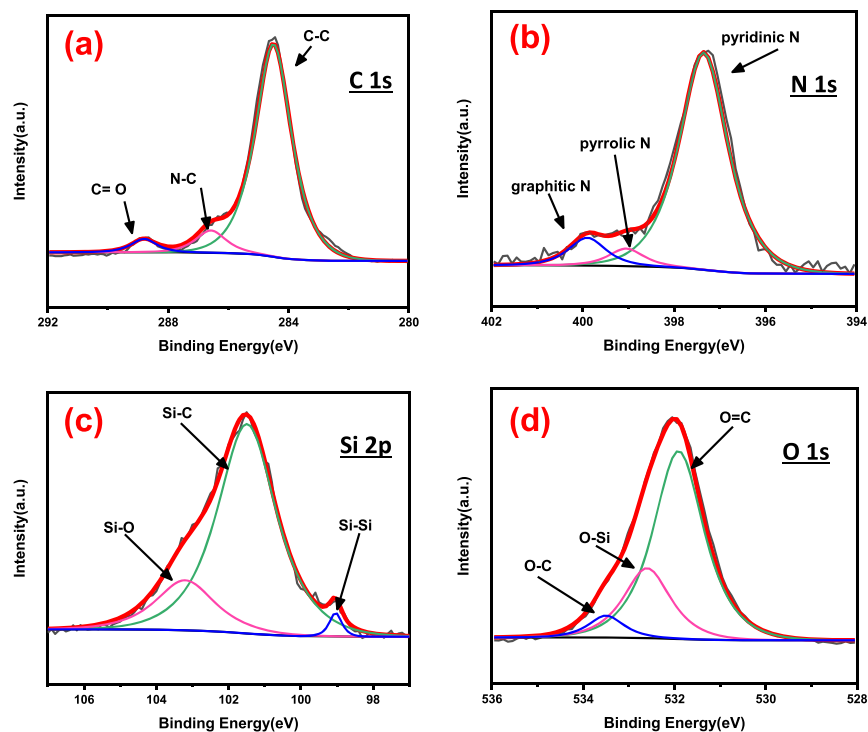 (a)
C-C
C 1s
N-C
C= O
Intensity(a.u.)
292 288 284 280
Binding Energy(eV)
(b)
pyridinic N
N 1s
pyrrolic N
graphitic N
Intensity(a.u.)
402 400 398 396 394
Binding Energy(eV)
(c)
Si-C
Si 2p
Si-O
Si-Si
Intensity(a.u.)
106 104 102 100 98
Binding Energy(eV)
(d)
O=C
O 1s
O-Si
O-C
Intensity(a.u.)
536 534 532 530 528
Binding Energy(eV)